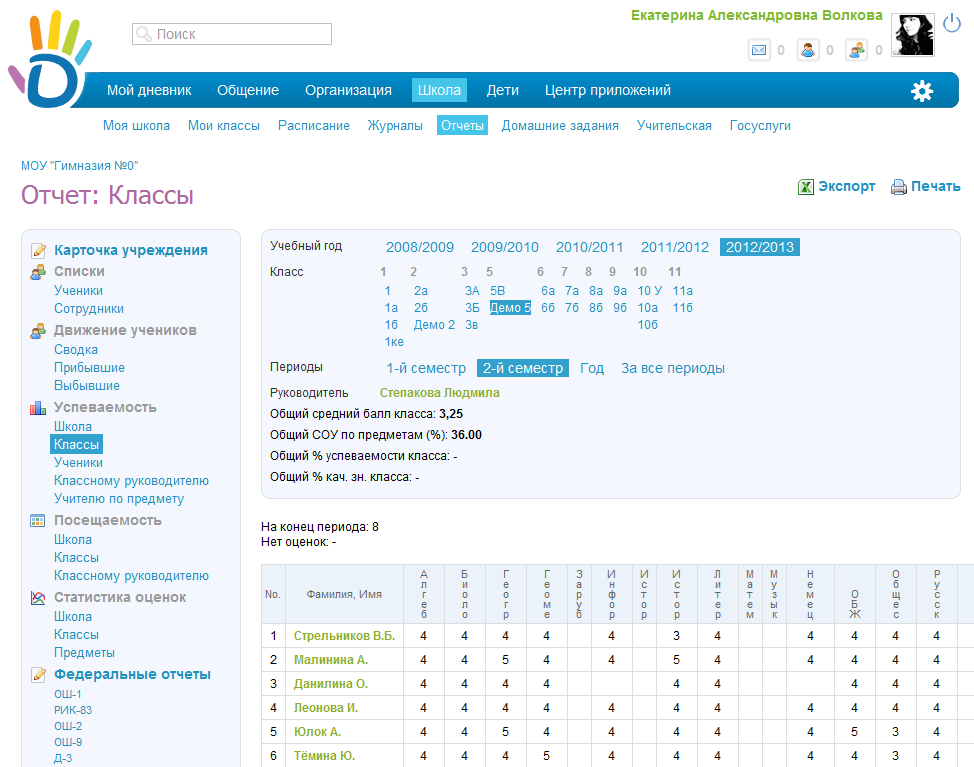 Екатерина Александровна Волкова
Поиск
0 0 0
Мой дневник Общение Организация Школа Дети Центр приложений
Моя школа Мои классы Расписание Журналы Отчеты Домашние задания Учительская Госуслуги
МОУ "Гимназия №0"
Отчет: Классы
Экспорт Печать
Карточка учреждения
Списки
Ученики
Сотрудники
Движение учеников
Сводка
Прибывшие
Выбывшие
Успеваемость
Школа
Классы
Ученики
Классному руководителю
Учителю по предмету
Посещаемость
Школа
Классы
Классному руководителю
Статистика оценок
Школа
Классы
Предметы
Федеральные отчеты
ОШ-1
РИК-83
ОШ-2
ОШ-9
Д-3
Учебный год 2008/2009 2009/2010 2010/2011 2011/2012 2012/2013
Класс 1 2 3 5 6 7 8 9 10 11
1 2а 3А 5В 6а 7а 8а 9а 10 У 11а
1а 2б 3Б Демо 5 6б 7б 8б 9б 10а 11б
1б Демо 2 3в 10б
1ке
Периоды 1-й семестр 2-й семестр Год За все периоды
Руководитель Степакова Людмила
Общий средний балл класса: 3,25
Общий СОУ по предметам (%): 36.00
Общий % успеваемости класса: -
Общий % кач. зн. класса: -
На конец периода: 8
Нет оценок: -
No. Фамилия, Имя Алгеб Биоло Геогр Геоме Заруб Инфор Истор Истор Литер Матем Музык Немец ОБЖ Общес Русск
1 Стрельников В.Б. 4 4 4 4 4 3 4 4 4 4 4
2 Малинина А. 4 4 5 4 4 5 4 4 4 4 4
3 Данилина О. 4 4 4 4 4 4 4 4 4
4 Леонова И. 4 4 4 4 4 4 4 4 4 4 4
5 Юлок А. 4 4 5 4 4 4 4 4 5 3 4
6 Тёмина Ю. 4 4 4 5 4 4 4 4 4 3 4